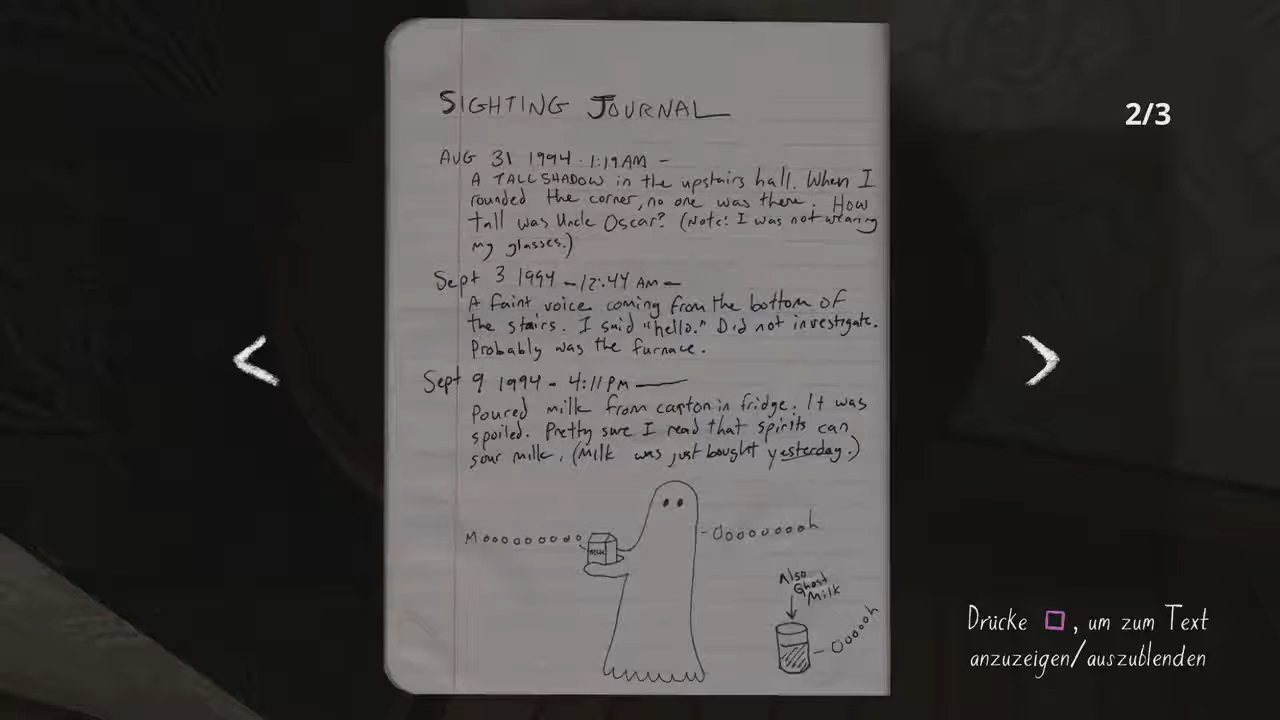 SIGHTING JOURNAL
2/3
AUG 31 1994 - 1:19 AM -
A TALL SHADOW in the upstairs hall. When I
rounded the corner, no one was there. How
tall was Uncle Oscar? (Note: I was not wearing
my glasses.)
Sept 3 1994 - 12:44 AM -
A faint voice coming from the bottom of
the stairs. I said "hello." Did not investigate.
Probably was the furnace.
Sept 9 1994 - 4:11 PM
Poured milk from carton in fridge. It was
spoiled. Pretty sure I read that spirits can
sour milk. (Milk was just bought yesterday.)
Mooooooooo
MILK
Oooooooooh
Also
Ghost
Milk
Ooooooh
Drücke , um zum Text
anzuzeigen/auszublenden